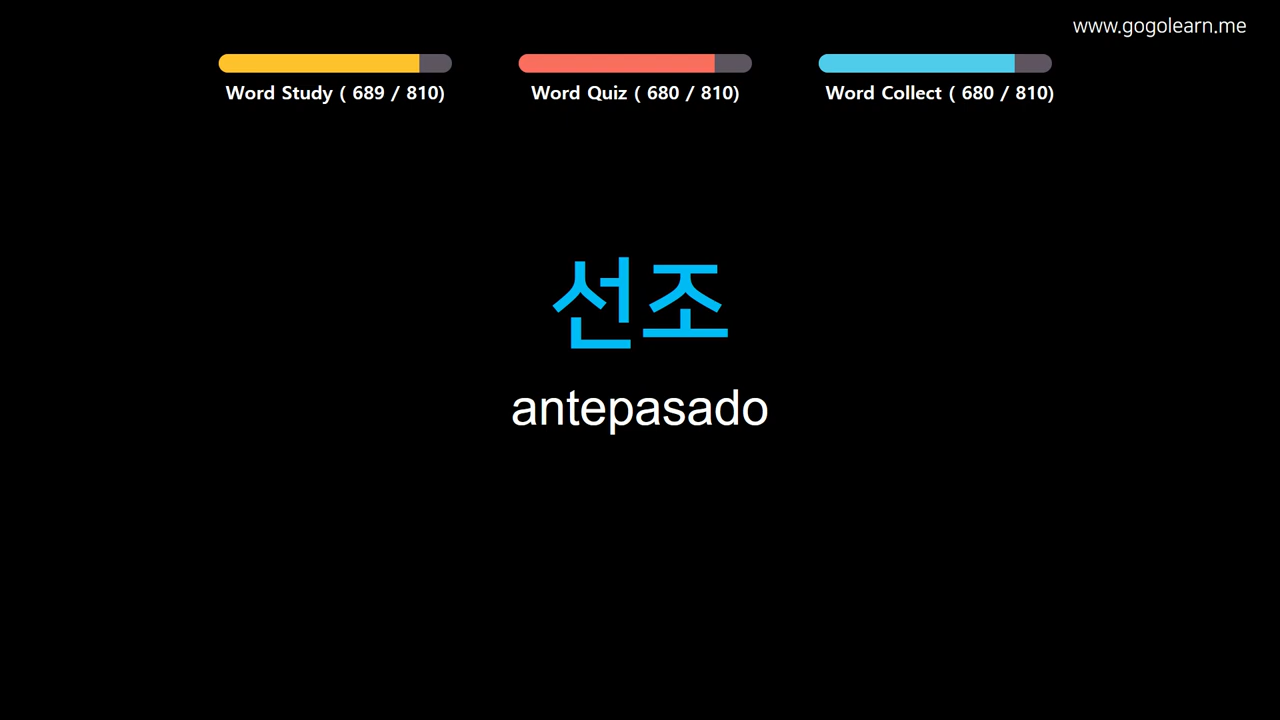 www.gogolearn.me
Word Study ( 689 / 810)
Word Quiz ( 680 / 810)
Word Collect ( 680 / 810)
선조
antepasado